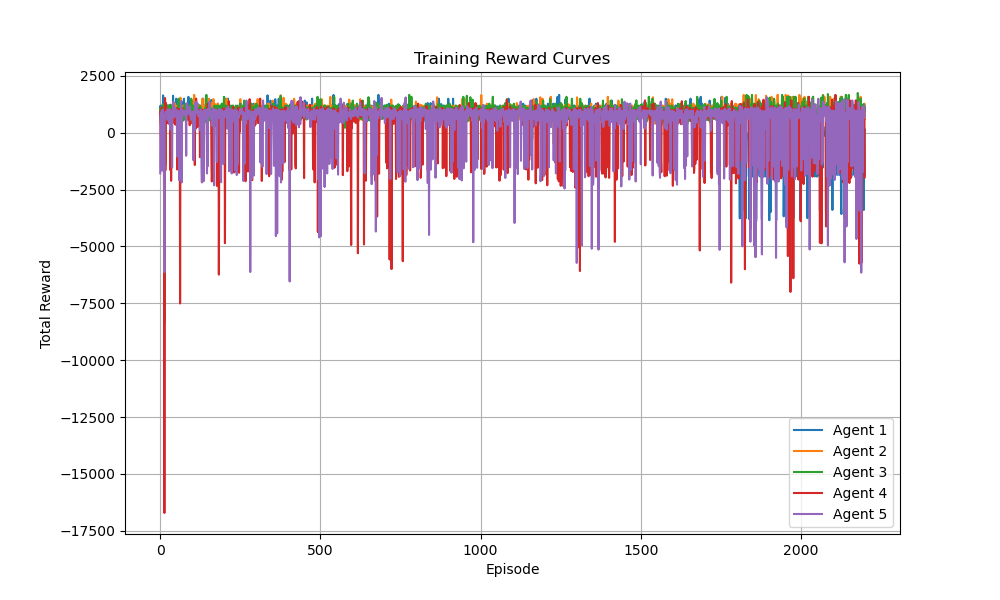 Training Reward Curves
2500
0
−2500
−5000
−7500
−10000
−12500
−15000
−17500
Total Reward
0 500 1000 1500 2000
Episode
Agent 1
Agent 2
Agent 3
Agent 4
Agent 5